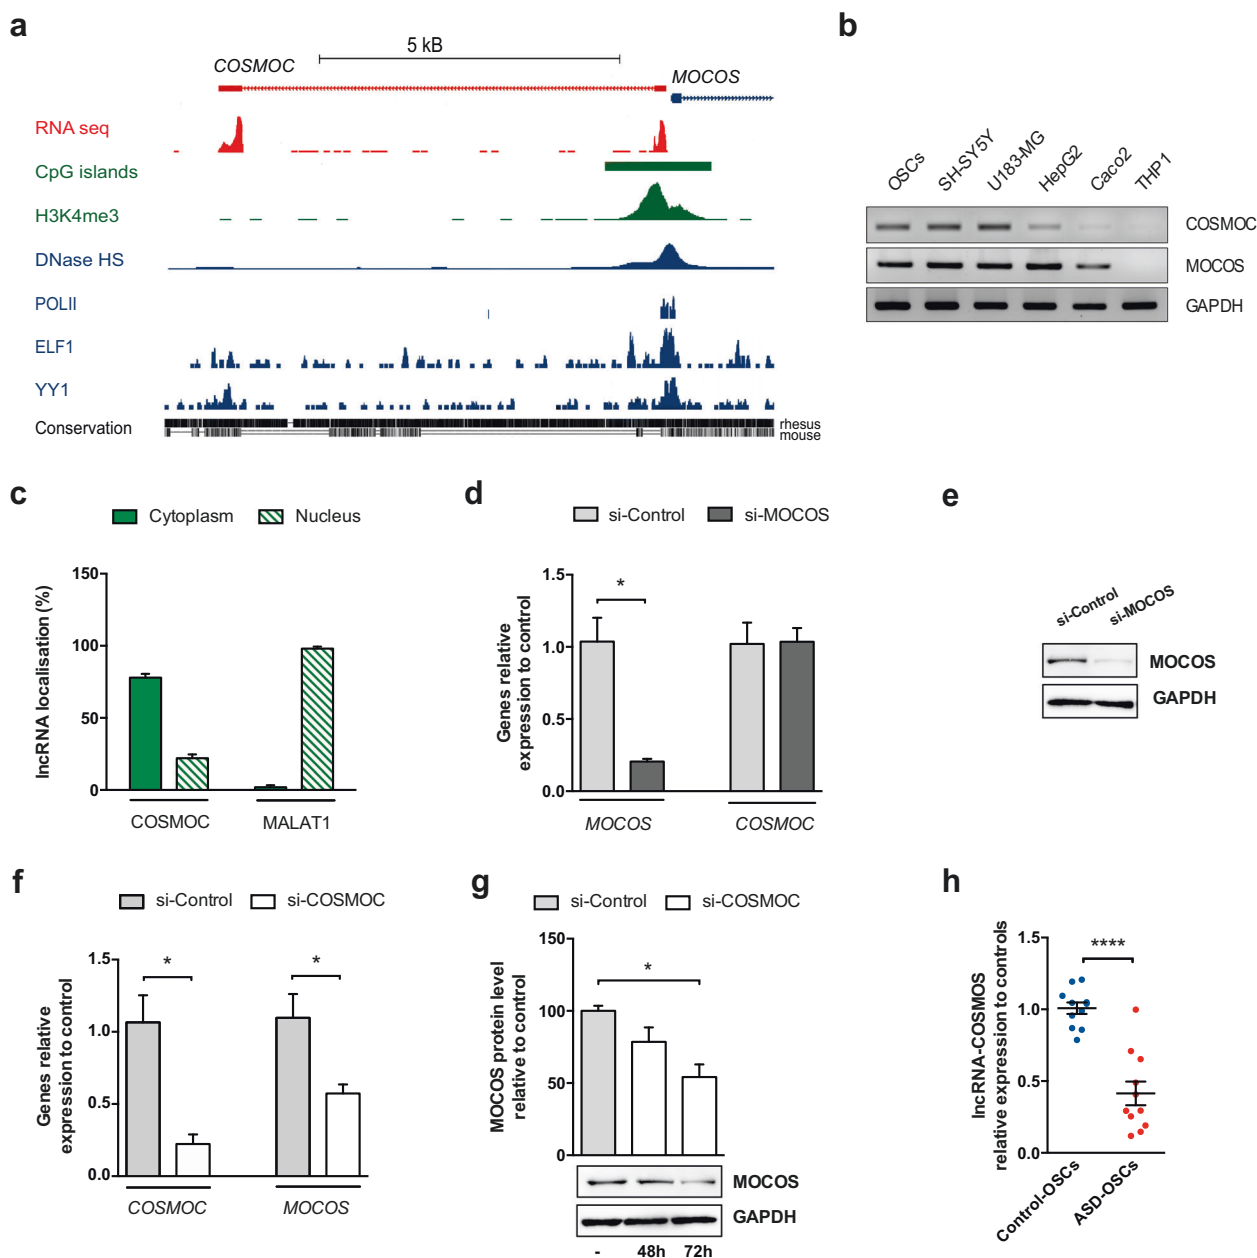 a
5 kB
COSMOC
MOCOS
RNA seq
CpG islands
H3K4me3
DNase HS
POLII
ELF1
YY1
Conservation
rhesus
mouse
b
OSCs
SH-SY5Y
U183-MG
HepG2
Caco2
THP1
COSMOC
MOCOS
GAPDH
c
Cytoplasm
Nucleus
lncRNA localisation (%)
150
100
50
0
COSMOC
MALAT1
d
si-Control
si-MOCOS
Genes relative
expression to control
1.5
1.0
0.5
0.0
*
MOCOS
COSMOC
e
si-Control
si-MOCOS
MOCOS
GAPDH
f
si-Control
si-COSMOC
Genes relative
expression to control
1.5
1.0
0.5
0.0
*
*
COSMOC
MOCOS
g
si-Control
si-COSMOC
MOCOS protein level
relative to control
150
100
50
0
*
MOCOS
GAPDH
-
48h
72h
h
lncRNA-COSMOS
relative expression to controls
1.5
1.0
0.5
0.0
****
Control-OSCs
ASD-OSCs